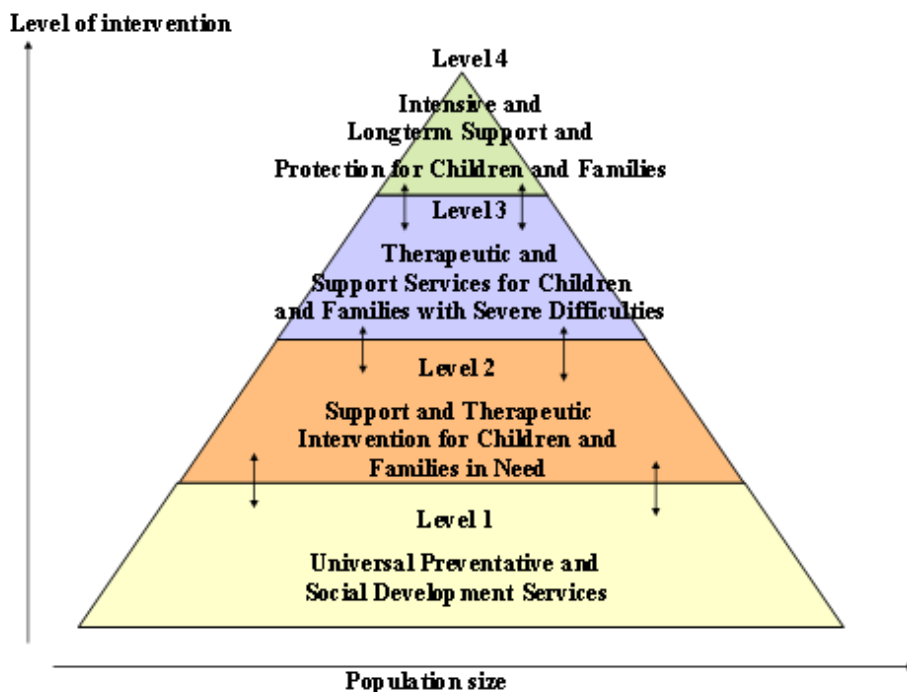 Level of intervention
Level 4
Intensive and
Longterm Support and
Protection for Children and Families
Level 3
Therapeutic and
Support Services for Children
and Families with Severe Difficulties
Level 2
Support and Therapeutic
Intervention for Children and
Families in Need
Level 1
Universal Preventative and
Social Development Services
Population size